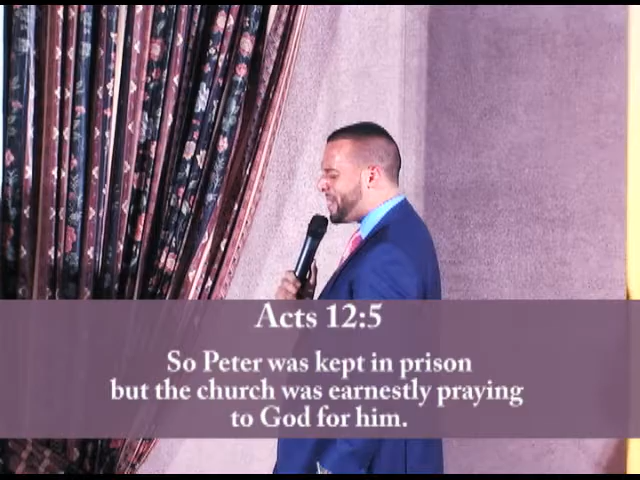 Acts 12:5
So Peter was kept in prison
but the church was earnestly praying
to God for him.